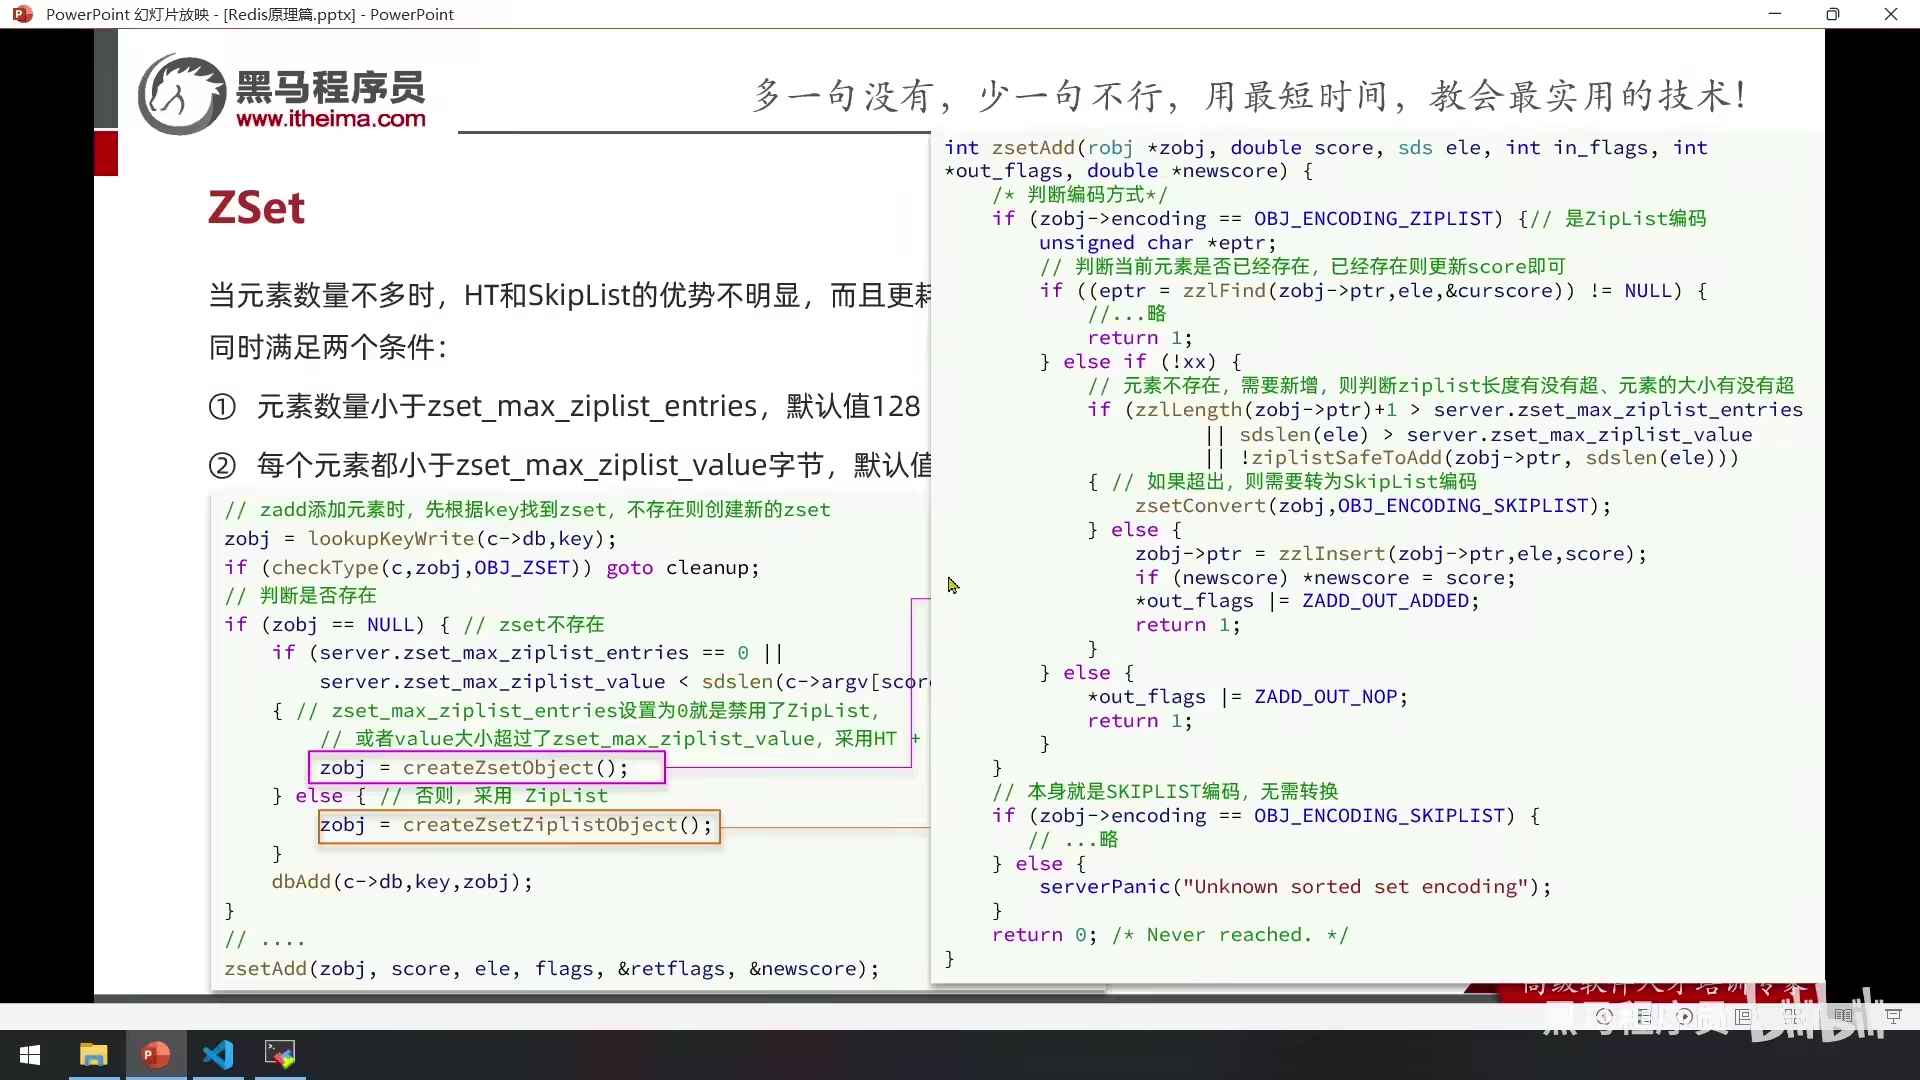 PowerPoint 幻灯片放映 - [Redis原理篇.pptx] - PowerPoint
黑马程序员
www.itheima.com
多一句没有，少一句不行，用最短时间，教会最实用的技术！
ZSet
当元素数量不多时，HT和SkipList的优势不明显，而且更耗
同时满足两个条件：
① 元素数量小于zset_max_ziplist_entries，默认值128
② 每个元素都小于zset_max_ziplist_value字节，默认值
// zadd添加元素时，先根据key找到zset，不存在则创建新的zset
zobj = lookupKeyWrite(c->db,key);
if (checkType(c,zobj,OBJ_ZSET)) goto cleanup;
// 判断是否存在
if (zobj == NULL) { // zset不存在
    if (server.zset_max_ziplist_entries == 0 ||
        server.zset_max_ziplist_value < sdslen(c->argv[scor
    { // zset_max_ziplist_entries设置为0就是禁用了ZipList，
        // 或者value大小超过了zset_max_ziplist_value，采用HT +
        zobj = createZsetObject();
    } else { // 否则，采用 ZipList
        zobj = createZsetZiplistObject();
    }
    dbAdd(c->db,key,zobj);
}
// ....
zsetAdd(zobj, score, ele, flags, &retflags, &newscore);
int zsetAdd(robj *zobj, double score, sds ele, int in_flags, int
*out_flags, double *newscore) {
    /* 判断编码方式*/
    if (zobj->encoding == OBJ_ENCODING_ZIPLIST) {// 是ZipList编码
        unsigned char *eptr;
        // 判断当前元素是否已经存在，已经存在则更新score即可
        if ((eptr = zzlFind(zobj->ptr,ele,&curscore)) != NULL) {
            //...略
            return 1;
        } else if (!xx) {
            // 元素不存在，需要新增，则判断ziplist长度有没有超、元素的大小有没有超
            if (zzlLength(zobj->ptr)+1 > server.zset_max_ziplist_entries
                || sdslen(ele) > server.zset_max_ziplist_value
                || !ziplistSafeToAdd(zobj->ptr, sdslen(ele)))
            { // 如果超出，则需要转为SkipList编码
                zsetConvert(zobj,OBJ_ENCODING_SKIPLIST);
            } else {
                zobj->ptr = zzlInsert(zobj->ptr,ele,score);
                if (newscore) *newscore = score;
                *out_flags |= ZADD_OUT_ADDED;
                return 1;
            }
        } else {
            *out_flags |= ZADD_OUT_NOP;
            return 1;
        }
    }
    // 本身就是SKIPLIST编码，无需转换
    if (zobj->encoding == OBJ_ENCODING_SKIPLIST) {
        // ...略
    } else {
        serverPanic("Unknown sorted set encoding");
    }
    return 0; /* Never reached. */
}
高级软件人才培训专家
黑马程序员 bilibili